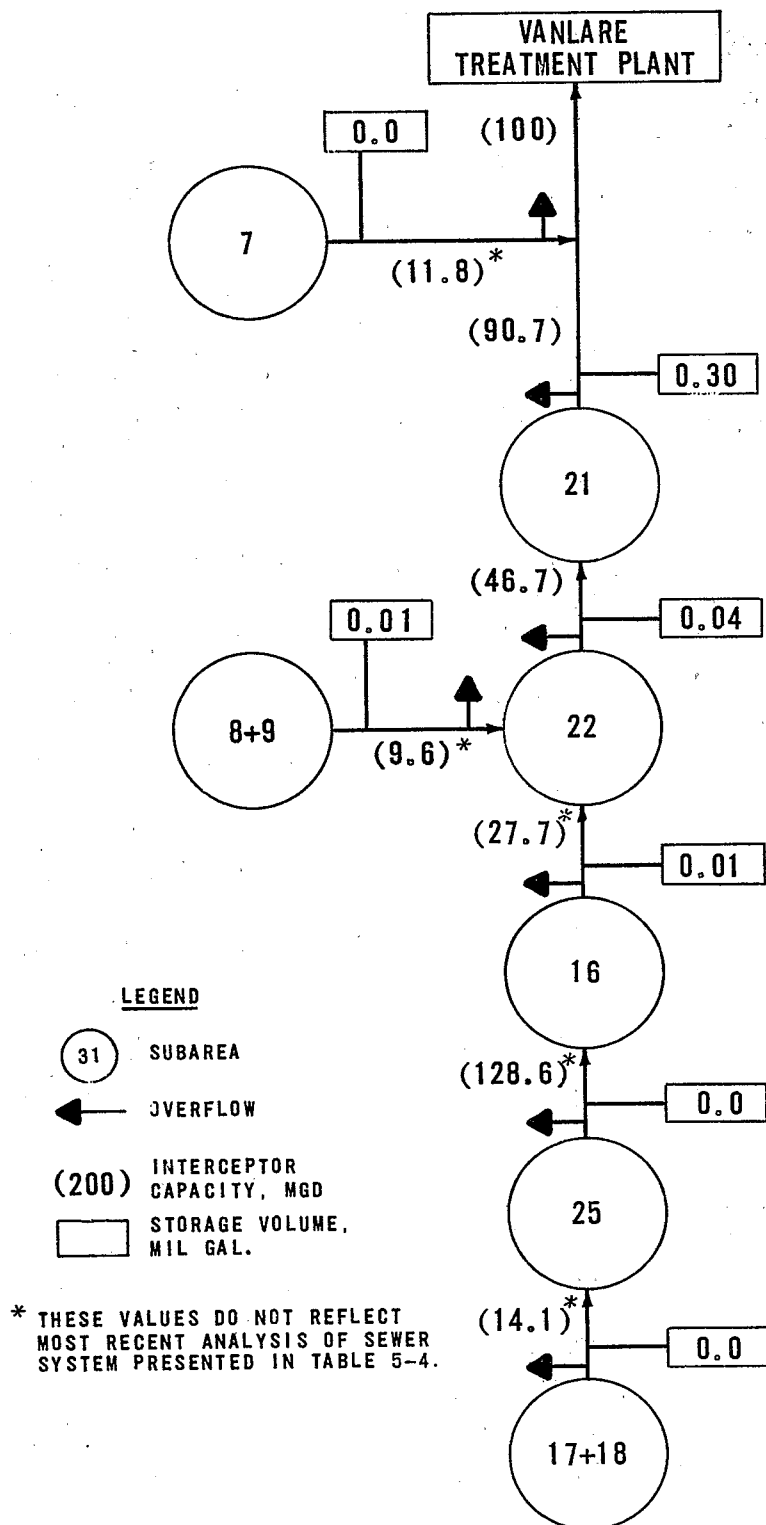 VANLARE
TREATMENT PLANT
0.0
(100)
7
(11.8)*
(90.7)
0.30
21
(46.7)
0.01
0.04
8+9
22
(9.6)*
(27.7)*
0.01
16
LEGEND
31 SUBAREA
OVERFLOW
(200) INTERCEPTOR
CAPACITY, MGD
STORAGE VOLUME,
MIL GAL.
(128.6)*
0.0
25
* THESE VALUES DO NOT REFLECT
MOST RECENT ANALYSIS OF SEWER
SYSTEM PRESENTED IN TABLE 5-4.
(14.1)*
0.0
17+18